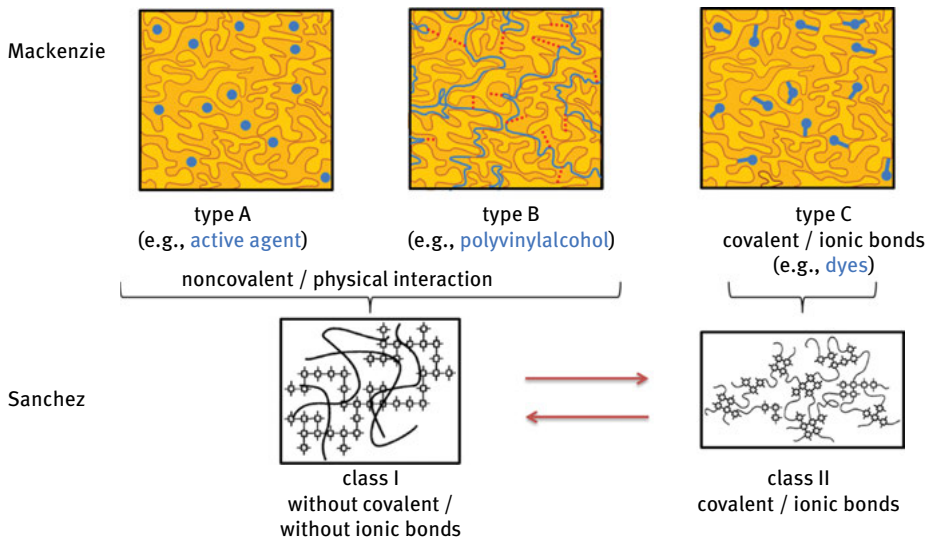 Mackenzie
type A
(e.g., active agent)
type B
(e.g., polyvinylalcohol)
type C
covalent / ionic bonds
(e.g., dyes)
noncovalent / physical interaction
Sanchez
class I
without covalent /
without ionic bonds
class II
covalent / ionic bonds